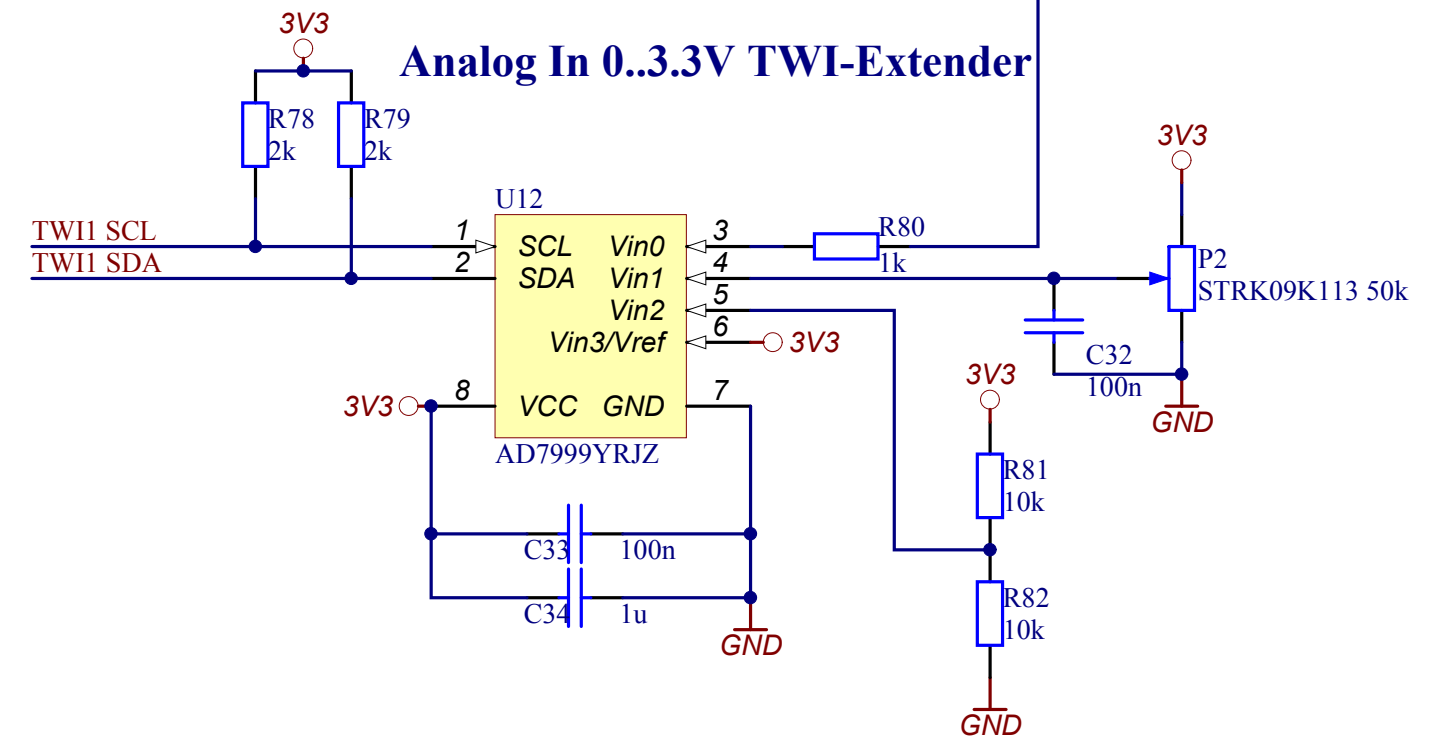 3V3
Analog In 0..3.3V TWI-Extender
R78
2k
R79
2k
3V3
U12
TWI1 SCL
1
SCL
Vin0
3
R80
1k
TWI1 SDA
2
SDA
Vin1
4
P2
STRK09K113 50k
Vin2
5
Vin3/Vref
6
3V3
C32
100n
3V3
8
VCC
GND
7
3V3
GND
AD7999YRJZ
R81
10k
C33
100n
C34
1u
R82
10k
GND
GND